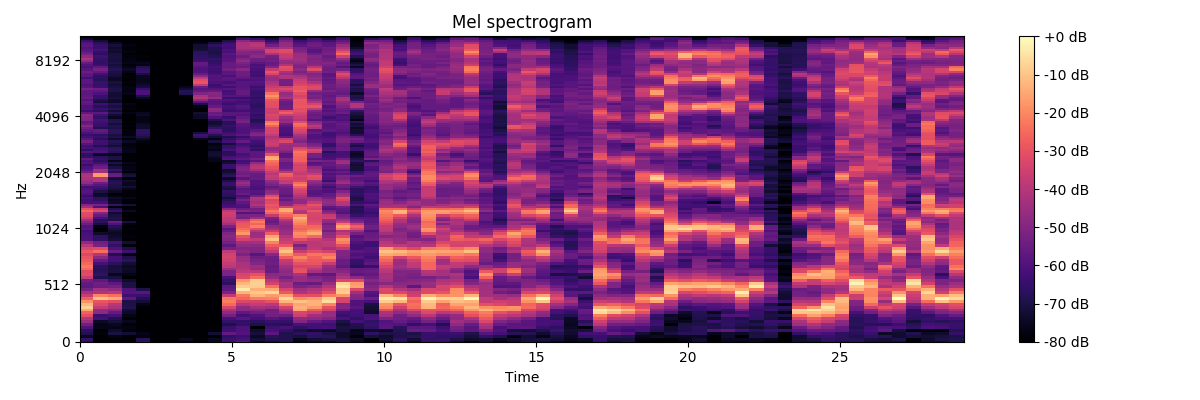 Mel spectrogram
8192
4096
2048
1024
512
0
Hz
0 5 10 15 20 25
Time
+0 dB
-10 dB
-20 dB
-30 dB
-40 dB
-50 dB
-60 dB
-70 dB
-80 dB